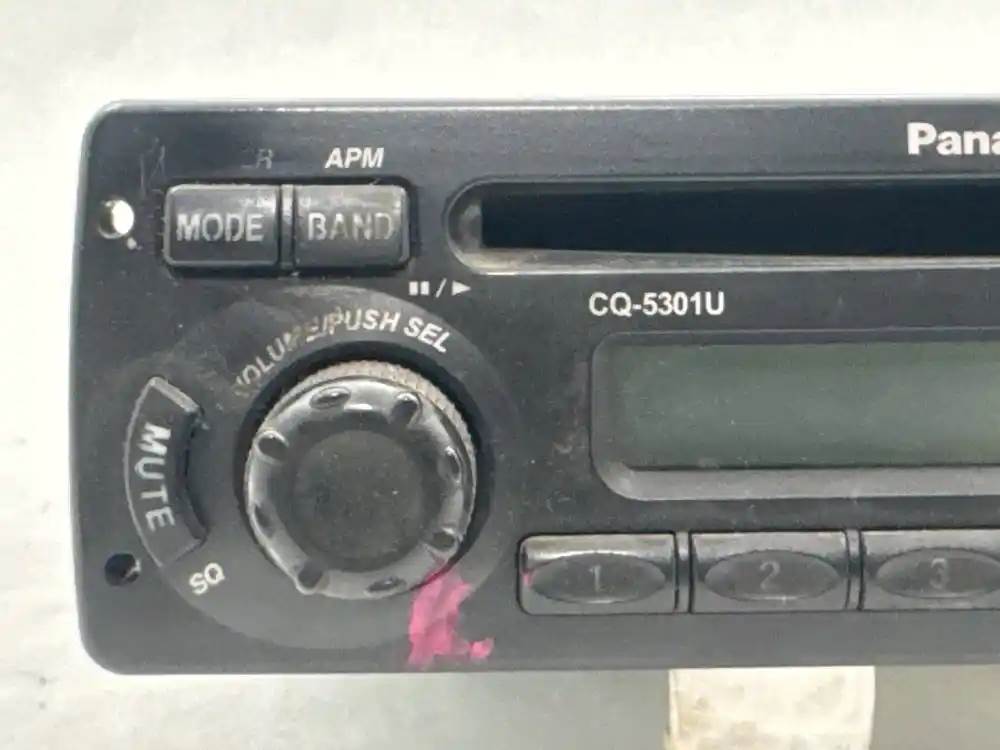 Pana
APM
MODE BAND
CQ-5301U
VOLUME/PUSH SEL
MUTE
SQ
1 2 3